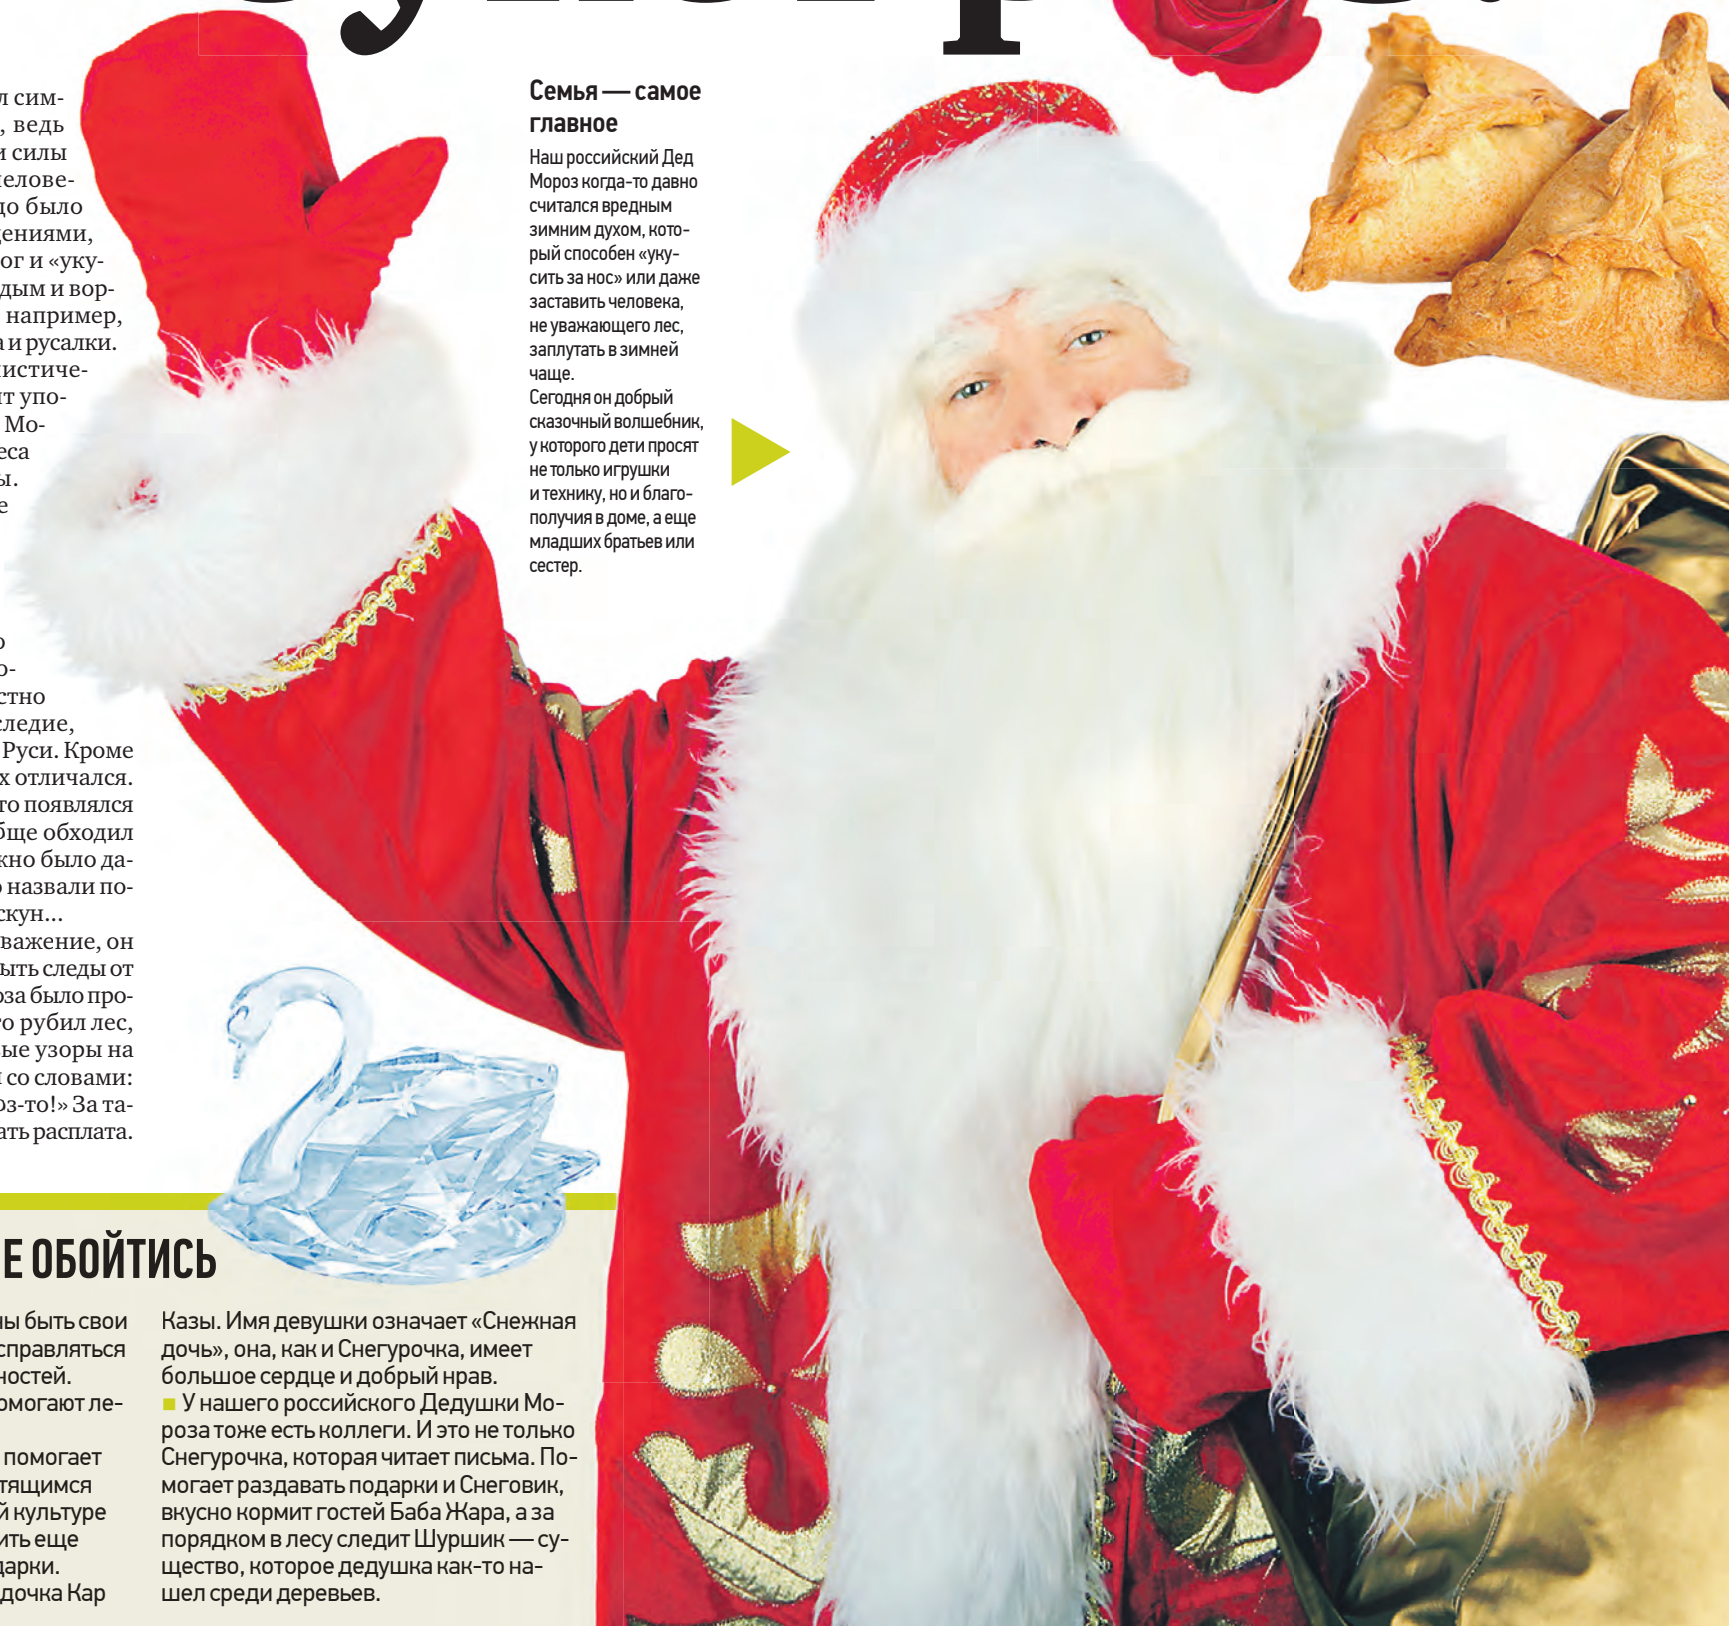 л сим-
, ведь
и силы
челове-
до было
дениями,
ог и «уку-
дым и вор-
например,
а и русалки.
листиче-
ит упо-
Мо-
еса
ы.
е
о
о-
стно
следие,
Руси. Кроме
х отличался.
то появлялся
бще обходил
жно было да-
о назвали по-
скун...
важение, он
ыть следы от
оза было про-
го рубил лес,
ые узоры на
со словами:
оз-то!» За та-
ать расплата.
Семья — самое
главное
Наш российский Дед
Мороз когда-то давно
считался вредным
зимним духом, кото-
рый способен «уку-
сить за нос» или даже
заставить человека,
не уважающего лес,
заплутать в зимней
чаще.
Сегодня он добрый
сказочный волшебник,
у которого дети просят
не только игрушки
и технику, но и благо-
получия в доме, а еще
младших братьев или
сестер.
Е ОБОЙТИСЬ
ны быть свои
справляться
ностей.
омогают ле-
помогает
тящимся
й культуре
ить еще
дарки.
дочка Кар
Казы. Имя девушки означает «Снежная
дочь», она, как и Снегурочка, имеет
большое сердце и добрый нрав.
У нашего российского Дедушки Мо-
роза тоже есть коллеги. И это не только
Снегурочка, которая читает письма. По-
могает раздавать подарки и Снеговик,
вкусно кормит гостей Баба Жара, а за
порядком в лесу следит Шуршик — су-
щество, которое дедушка как-то на-
шел среди деревьев.